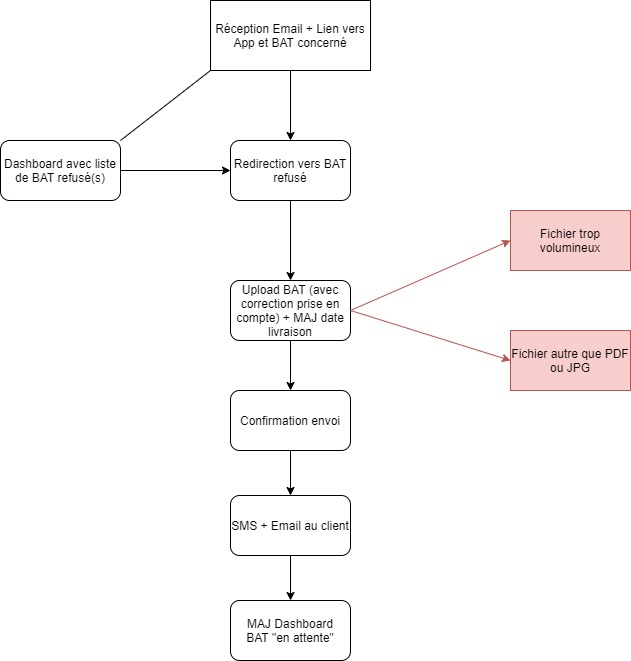 Réception Email + Lien vers
App et BAT concerné
Dashboard avec liste
de BAT refusé(s)
Redirection vers BAT
refusé
Fichier trop
volumineux
Upload BAT (avec
correction prise en
compte) + MAJ date
livraison
Fichier autre que PDF
ou JPG
Confirmation envoi
SMS + Email au client
MAJ Dashboard
BAT "en attente"